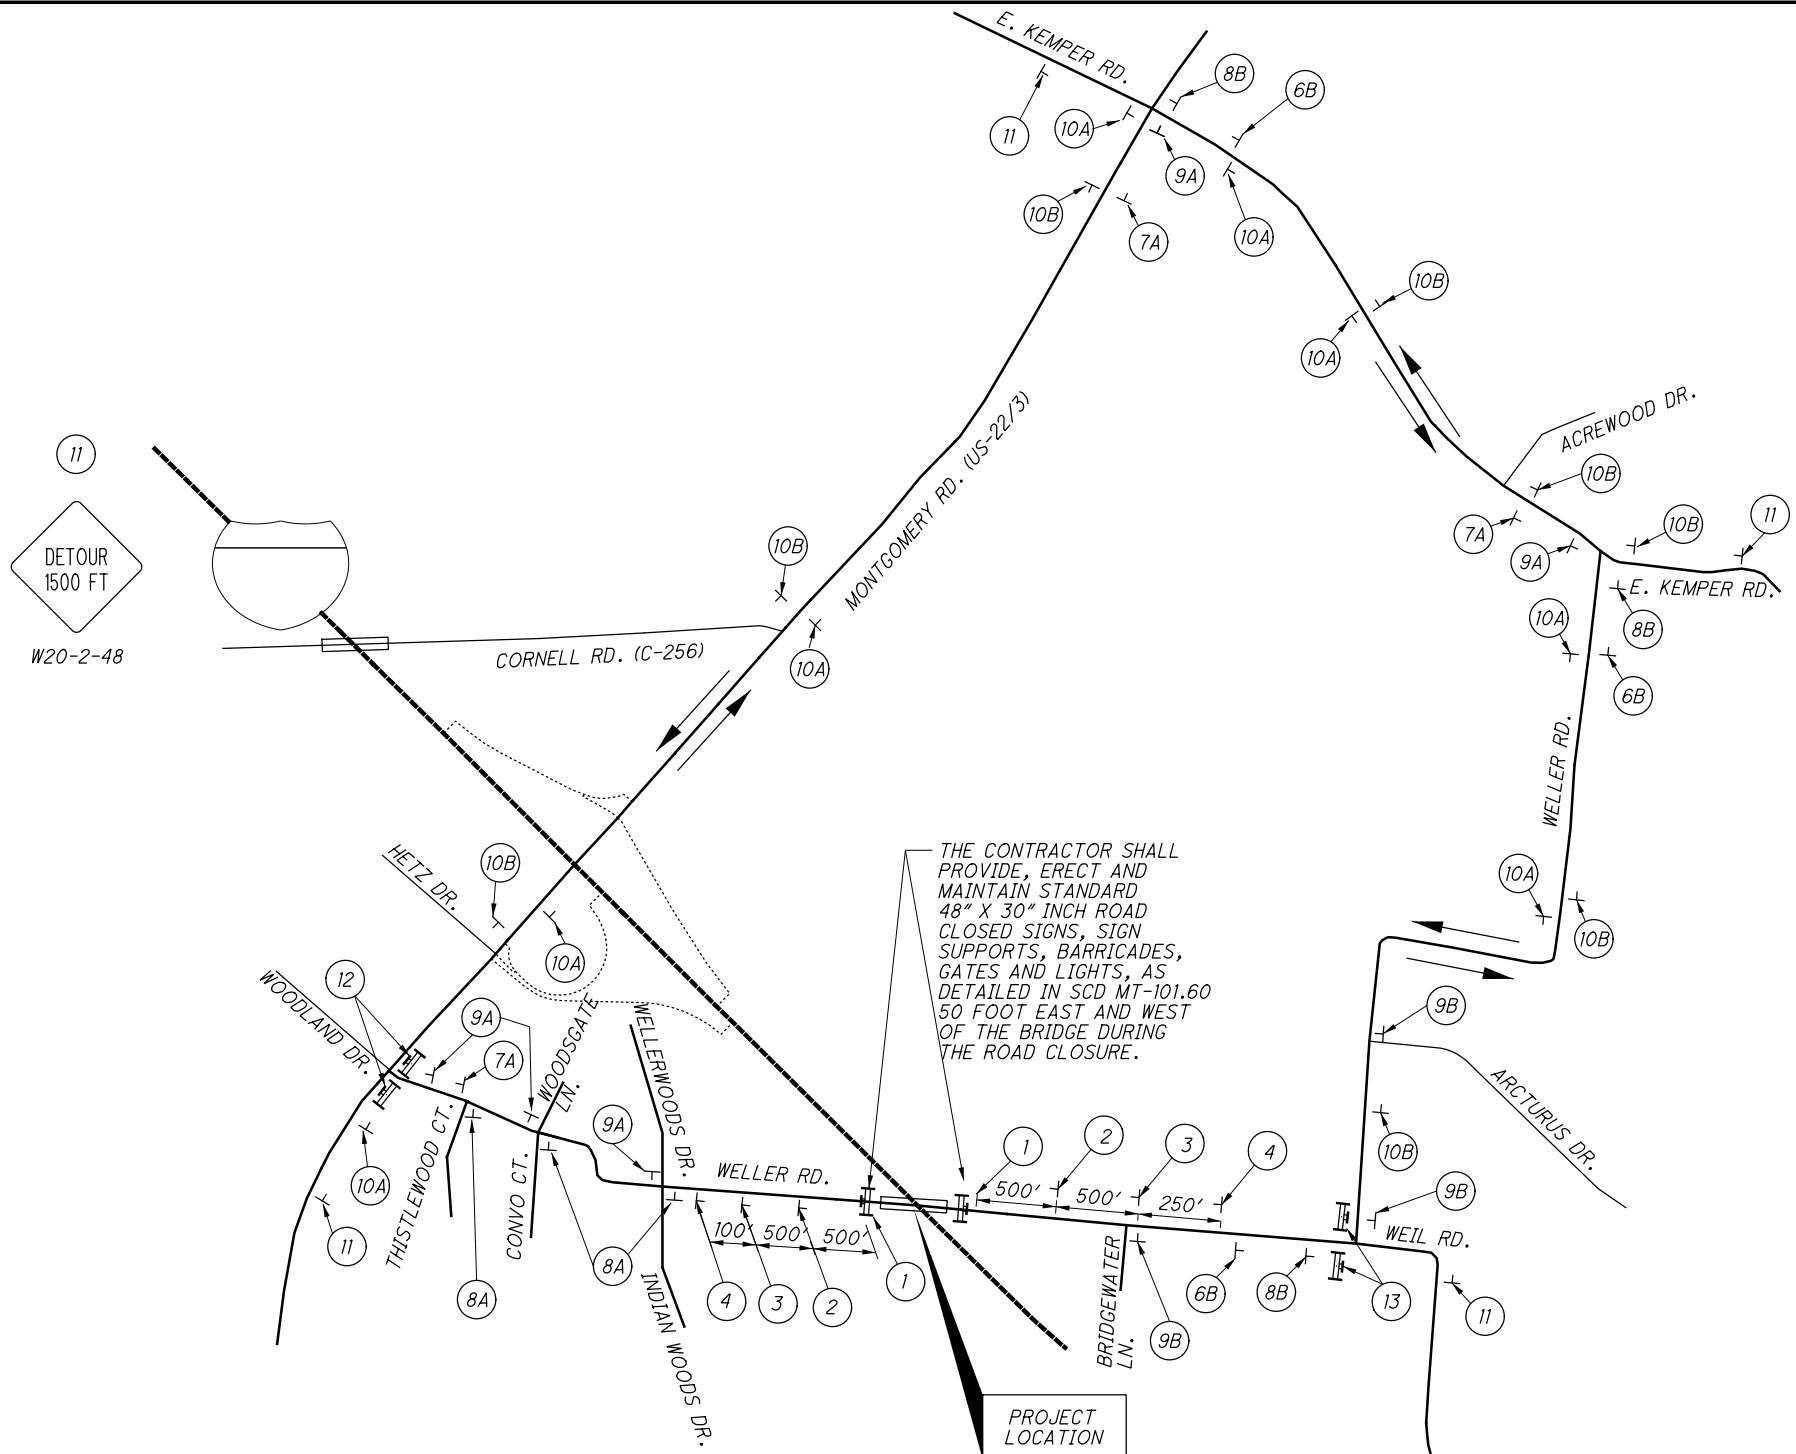 E. KEMPER RD.
8B
6B
11
10A
9A
10B
7A
10A
10B
10A
ACREWOOD DR.
10B
7A
9A
10B
11
E. KEMPER RD.
8B
10A
6B
MONTGOMERY RD. (US-22/3)
11
DETOUR
1500 FT
W20-2-48
10B
10A
CORNELL RD. (C-256)
WELLER RD.
10A
10B
HETZ DR.
10B
10A
THE CONTRACTOR SHALL
PROVIDE, ERECT AND
MAINTAIN STANDARD
48" X 30" INCH ROAD
CLOSED SIGNS, SIGN
SUPPORTS, BARRICADES,
GATES AND LIGHTS, AS
DETAILED IN SCD MT-101.60
50 FOOT EAST AND WEST
OF THE BRIDGE DURING
THE ROAD CLOSURE.
9B
ARCTURUS DR.
10B
9B
WEIL RD.
13
11
WOODLAND DR.
12
9A
7A
WOODSGATE
LN.
WELLERWOODS DR.
9A
10A
11
THISTLEWOOD CT.
8A
CONVO CT.
8A
INDIAN WOODS DR.
WELLER RD.
100'
500'
500'
4
3
2
1
1
2
3
4
500'
500'
250'
BRIDGEWATER
LN.
9B
6B
8B
PROJECT
LOCATION